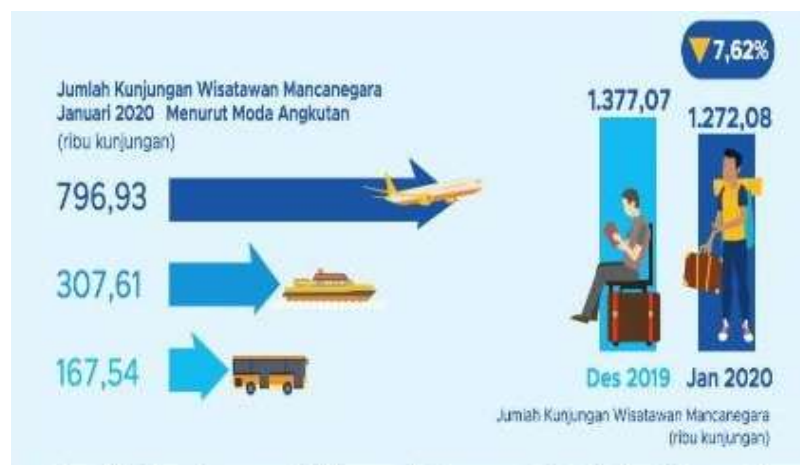 Jumlah Kunjungan Wisatawan Mancanegara
Januari 2020 Menurut Moda Angkutan
(ribu kunjungan)
796,93
307,61
167,54
7,62%
1.377,07
1.272,08
Des 2019
Jan 2020
Jumlah Kunjungan Wisatawan Mancanegara
(ribu kunjungan)